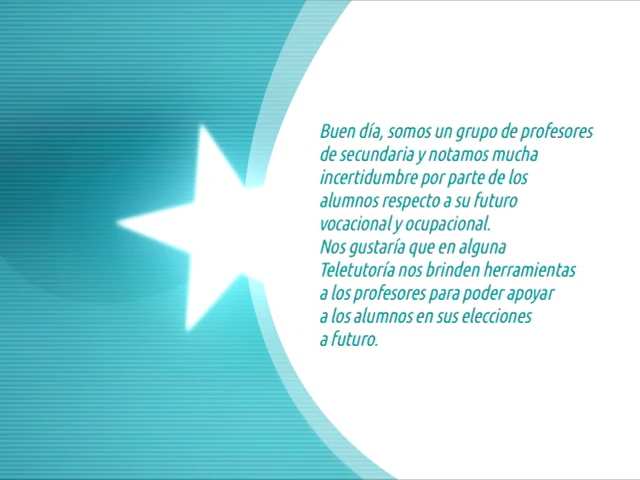 Buen día, somos un grupo de profesores
de secundaria y notamos mucha
incertidumbre por parte de los
alumnos respecto a su futuro
vocacional y ocupacional.
Nos gustaría que en alguna
Teletutoría nos brinden herramientas
a los profesores para poder apoyar
a los alumnos en sus elecciones
a futuro.